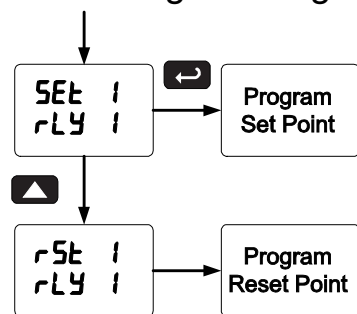 SEt 1
rLY 1
Program
Set Point
rSt 1
rLY 1
Program
Reset Point